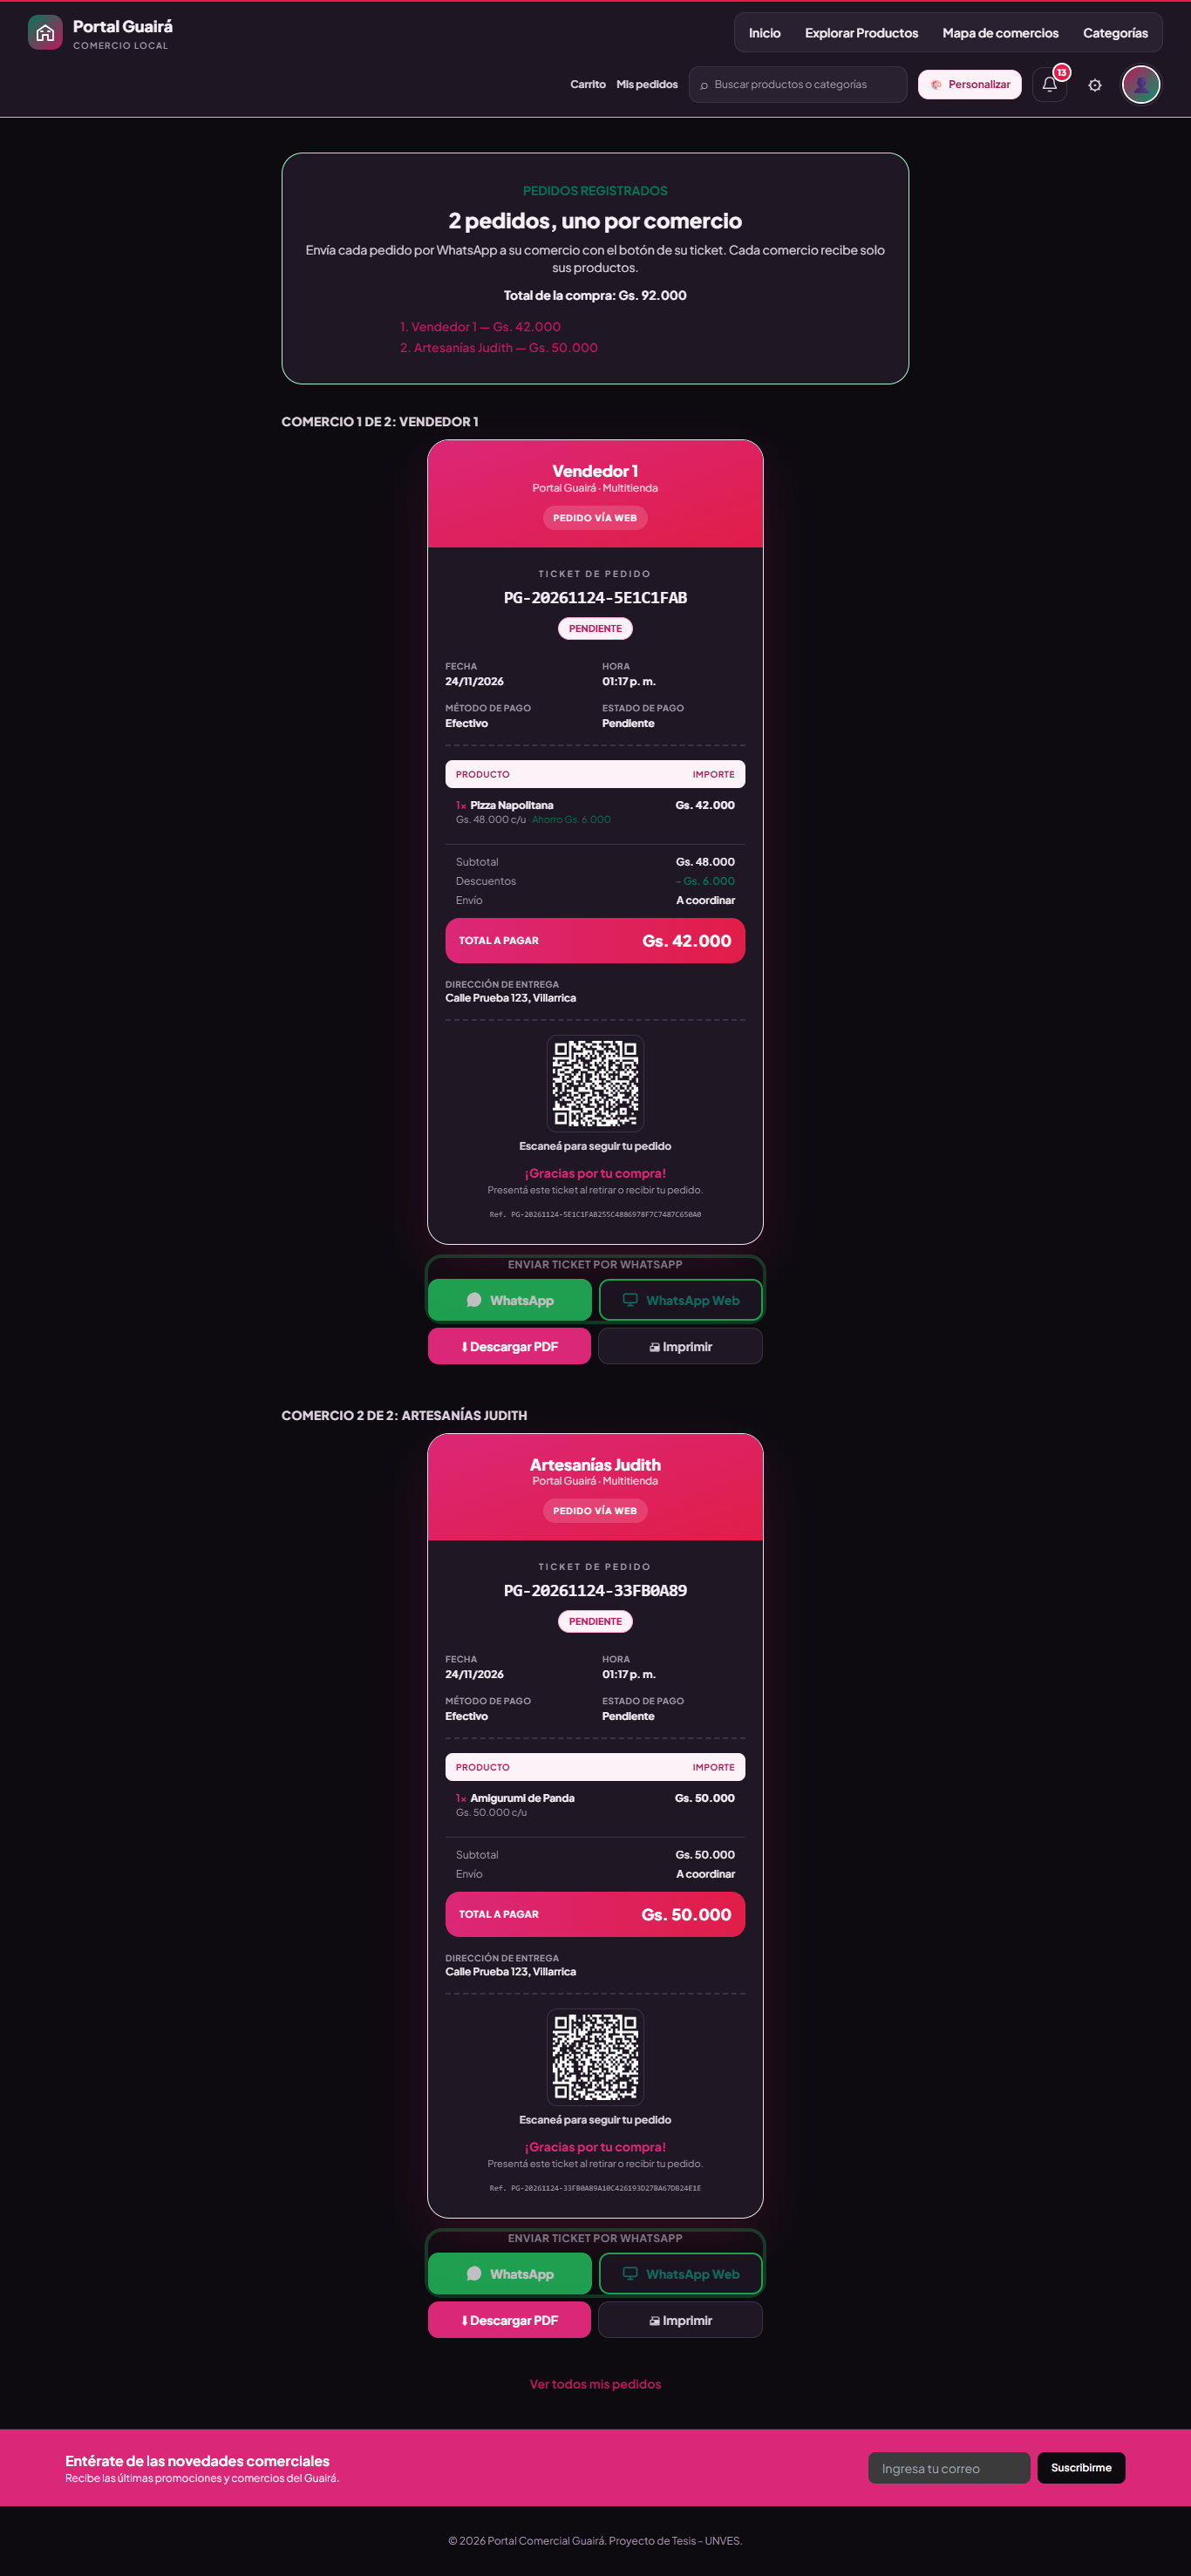 Portal Guairá
COMERCIO LOCAL
Inicio Explorar Productos Mapa de comercios Categorías
Carrito Mis pedidos Buscar productos o categorías Personalizar 13
PEDIDOS REGISTRADOS
2 pedidos, uno por comercio
Envía cada pedido por WhatsApp a su comercio con el botón de su ticket. Cada comercio recibe solo
sus productos.
Total de la compra: Gs. 92.000
1. Vendedor 1 — Gs. 42.000
2. Artesanías Judith — Gs. 50.000
COMERCIO 1 DE 2: VENDEDOR 1
Vendedor 1
Portal Guairá · Multitienda
PEDIDO VÍA WEB
TICKET DE PEDIDO
PG-20261124-5E1C1FAB
PENDIENTE
FECHA HORA
24/11/2026 01:17 p. m.
MÉTODO DE PAGO ESTADO DE PAGO
Efectivo Pendiente
PRODUCTO IMPORTE
1× Pizza Napolitana Gs. 42.000
Gs. 48.000 c/u · Ahorro Gs. 6.000
Subtotal Gs. 48.000
Descuentos − Gs. 6.000
Envío A coordinar
TOTAL A PAGAR Gs. 42.000
DIRECCIÓN DE ENTREGA
Calle Prueba 123, Villarrica
Escaneá para seguir tu pedido
¡Gracias por tu compra!
Presentá este ticket al retirar o recibir tu pedido.
Ref. PG-20261124-5E1C1FAB255C4886978F7C7487C650A0
ENVIAR TICKET POR WHATSAPP
WhatsApp WhatsApp Web
⬇ Descargar PDF Imprimir
COMERCIO 2 DE 2: ARTESANÍAS JUDITH
Artesanías Judith
Portal Guairá · Multitienda
PEDIDO VÍA WEB
TICKET DE PEDIDO
PG-20261124-33FB0A89
PENDIENTE
FECHA HORA
24/11/2026 01:17 p. m.
MÉTODO DE PAGO ESTADO DE PAGO
Efectivo Pendiente
PRODUCTO IMPORTE
1× Amigurumi de Panda Gs. 50.000
Gs. 50.000 c/u
Subtotal Gs. 50.000
Envío A coordinar
TOTAL A PAGAR Gs. 50.000
DIRECCIÓN DE ENTREGA
Calle Prueba 123, Villarrica
Escaneá para seguir tu pedido
¡Gracias por tu compra!
Presentá este ticket al retirar o recibir tu pedido.
Ref. PG-20261124-33FB0A89A10C426193D27BA67DB24E1E
ENVIAR TICKET POR WHATSAPP
WhatsApp WhatsApp Web
⬇ Descargar PDF Imprimir
Ver todos mis pedidos
Entérate de las novedades comerciales
Recibe las últimas promociones y comercios del Guairá.
Ingresa tu correo Suscribirme
© 2026 Portal Comercial Guairá. Proyecto de Tesis - UNVES.